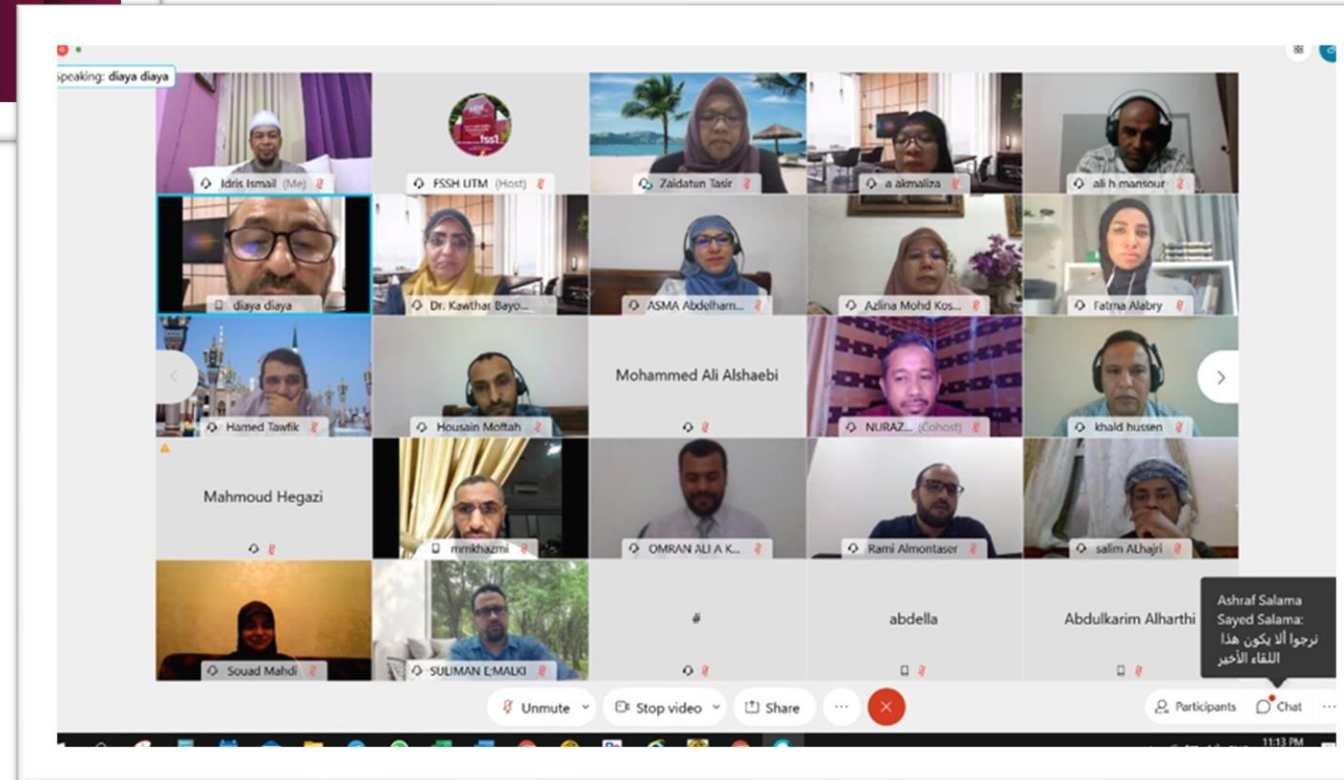 Speaking: diaya diaya
Idris Ismail (Me)
FSSH UTM (Host)
Zaidatun Tasir
a akmaliza
ali h mansour
diaya diaya
Dr. Kawthar Bayo...
ASMA Abdelham...
Azlina Mohd Kos...
Fatma Alabry
Hamed Tawfik
Housain Moftah
Mohammed Ali Alshaebi
NURAZ... (Cohost)
khald hussen
Mahmoud Hegazi
mmkhazmi
OMRAN ALI A K...
Rami Almontaser
salim ALhajri
Souad Mahdi
SULIMAN E;MALKI
#
abdella
Abdulkarim Alharthi
Ashraf Salama
Sayed Salama:
نرجوا ألا يكون هذا
اللقاء الأخير
Unmute
Stop video
Share
Participants
Chat
11:13 PM